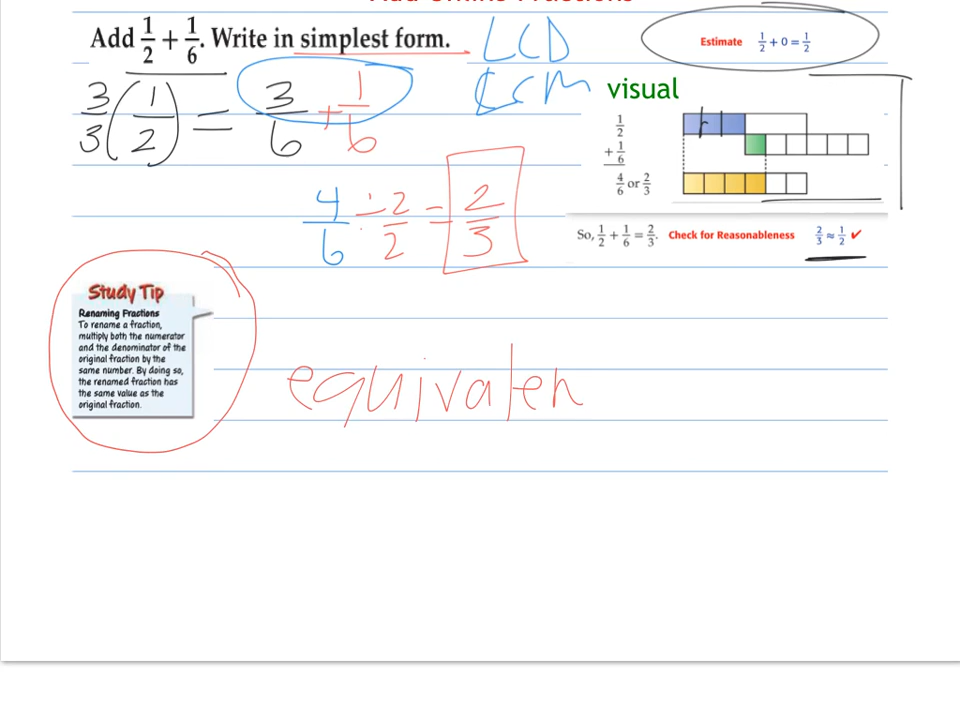 Add Unlike Fractions
Add 1/2 + 1/6. Write in simplest form.
LCD
LCM
Estimate 1/2 + 0 = 1/2
3/3 (1/2) = 3/6 + 1/6
visual
1/2
+ 1/6
4/6 or 2/3
4/6 ÷ 2/2 = 2/3
So, 1/2 + 1/6 = 2/3. Check for Reasonableness 2/3 ≈ 1/2 ✔
Study Tip
Renaming Fractions
To rename a fraction,
multiply both the numerator
and the denominator of the
original fraction by the
same number. By doing so,
the renamed fraction has
the same value as the
original fraction.
equivalen